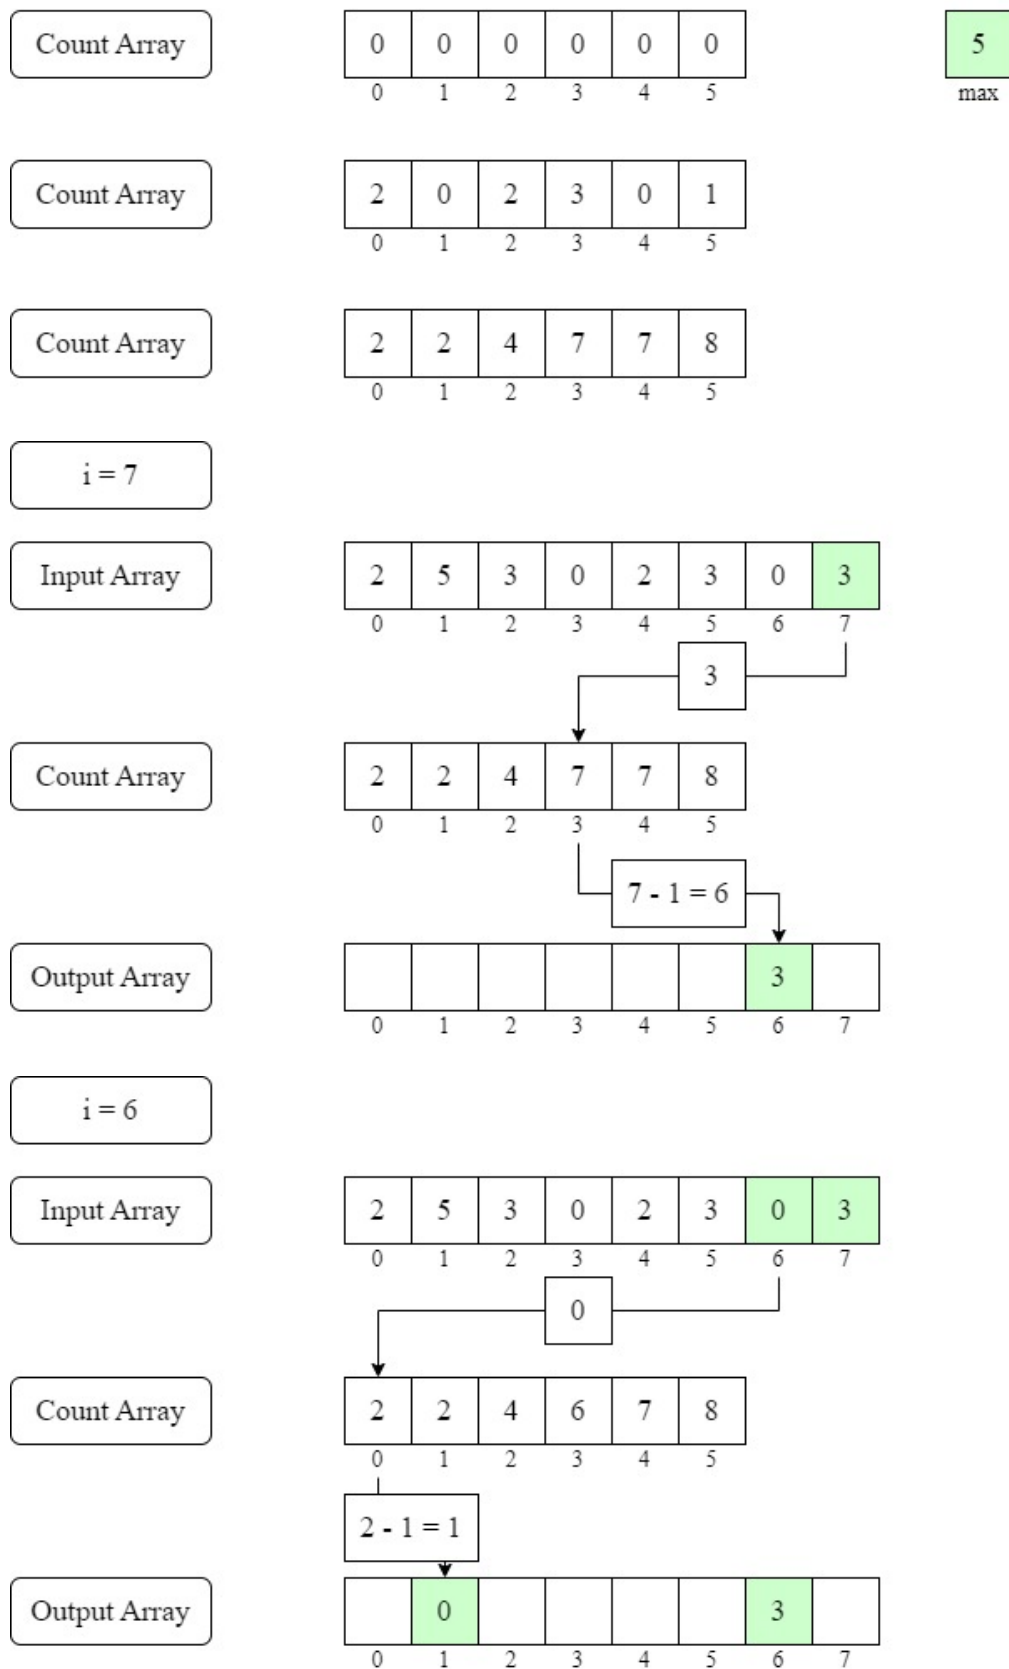 Count Array 0 0 0 0 0 0 5
0 1 2 3 4 5 max
Count Array 2 0 2 3 0 1
0 1 2 3 4 5
Count Array 2 2 4 7 7 8
0 1 2 3 4 5
i = 7
Input Array 2 5 3 0 2 3 0 3
0 1 2 3 4 5 6 7
3
Count Array 2 2 4 7 7 8
0 1 2 3 4 5
7 - 1 = 6
Output Array 3
0 1 2 3 4 5 6 7
i = 6
Input Array 2 5 3 0 2 3 0 3
0 1 2 3 4 5 6 7
0
Count Array 2 2 4 6 7 8
0 1 2 3 4 5
2 - 1 = 1
Output Array 0 3
0 1 2 3 4 5 6 7